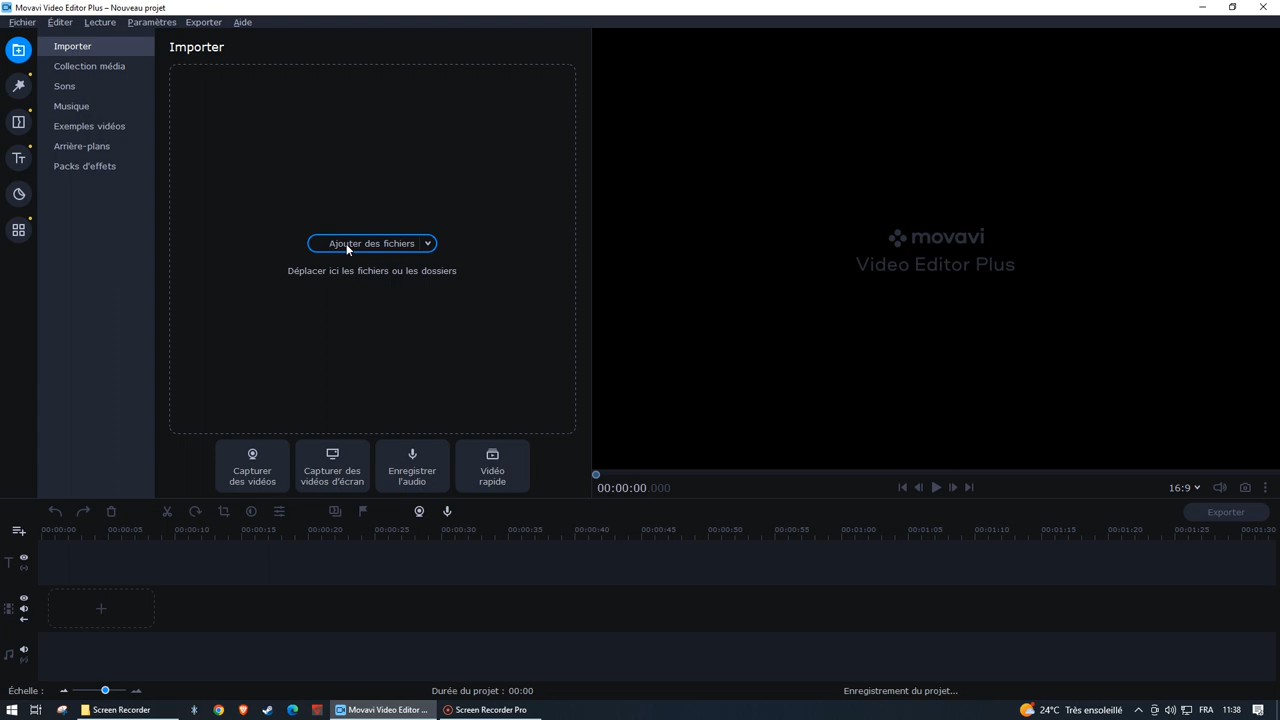 Movavi Video Editor Plus – Nouveau projet
Fichier Éditer Lecture Paramètres Exporter Aide
Importer
Collection média
Sons
Musique
Exemples vidéos
Arrière-plans
Packs d'effets
Importer
Ajouter des fichiers
Déplacer ici les fichiers ou les dossiers
Capturer
des vidéos
Capturer des
vidéos d'écran
Enregistrer
l'audio
Vidéo
rapide
movavi
Video Editor Plus
00:00:00.000
16:9
Exporter
00:00:00 00:00:05 00:00:10 00:00:15 00:00:20 00:00:25 00:00:30 00:00:35 00:00:40 00:00:45 00:00:50 00:00:55 00:01:00 00:01:05 00:01:10 00:01:15 00:01:20 00:01:25 00:01:30
Échelle :
Durée du projet : 00:00
Enregistrement du projet...
Screen Recorder
Movavi Video Editor ...
Screen Recorder Pro
24°C Très ensoleillé
FRA
11:38